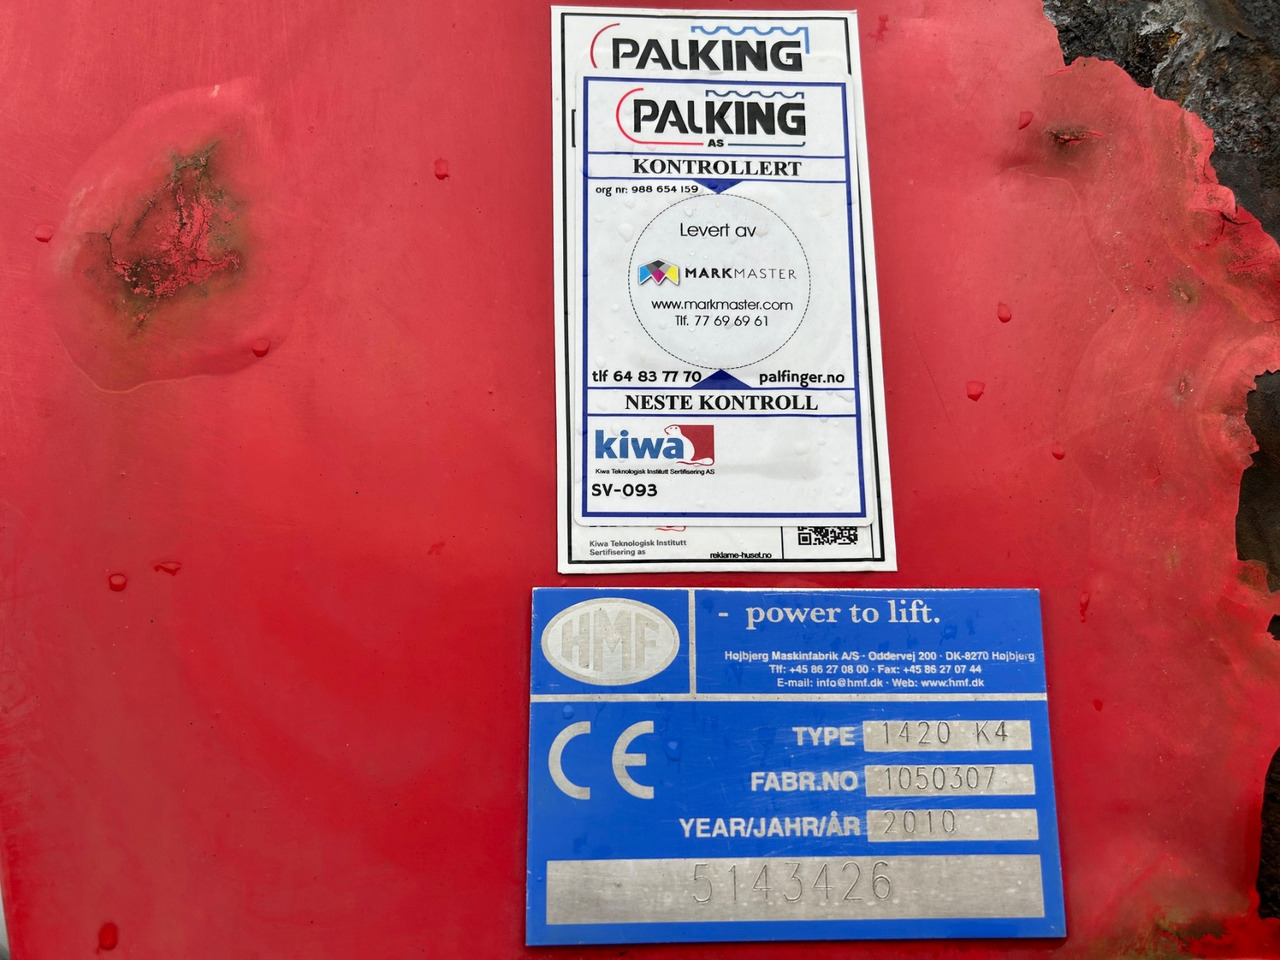 PALKING
PALKING
AS
KONTROLLERT
org nr: 988 654 159
Levert av
MARKMASTER
www.markmaster.com
Tlf. 77 69 69 61
tlf 64 83 77 70 palfinger.no
NESTE KONTROLL
kiwa
Kiwa Teknologisk Institutt Sertifisering AS
SV-093
Kiwa Teknologisk Institutt
Sertifisering as
reklame-huset.no
HMF
- power to lift.
Højbjerg Maskinfabrik A/S · Oddervej 200 · DK-8270 Højbjerg
Tlf: +45 86 27 08 00 · Fax: +45 86 27 07 44
E-mail: info@hmf.dk · Web: www.hmf.dk
CE
TYPE 1420 K4
FABR.NO 1050307
YEAR/JAHR/ÅR 2010
5143426